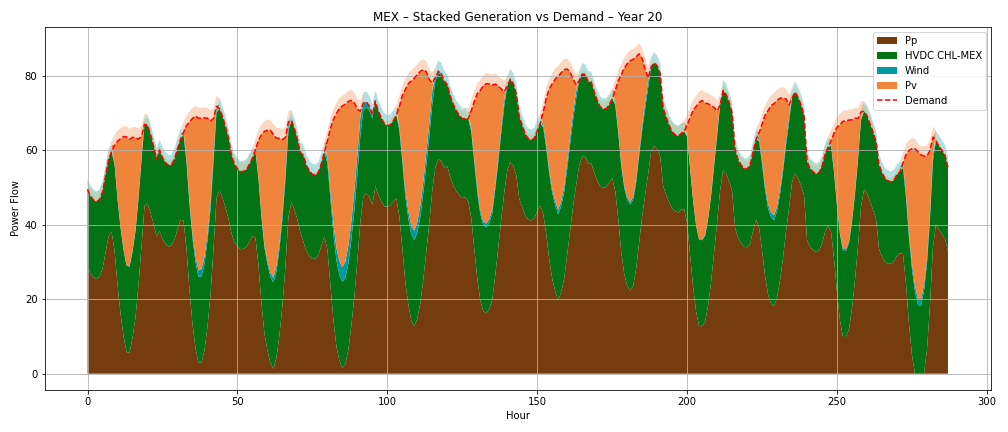 MEX – Stacked Generation vs Demand – Year 20
Pp
HVDC CHL-MEX
Wind
Pv
Demand
Power Flow
80
60
40
20
0
0 50 100 150 200 250 300
Hour